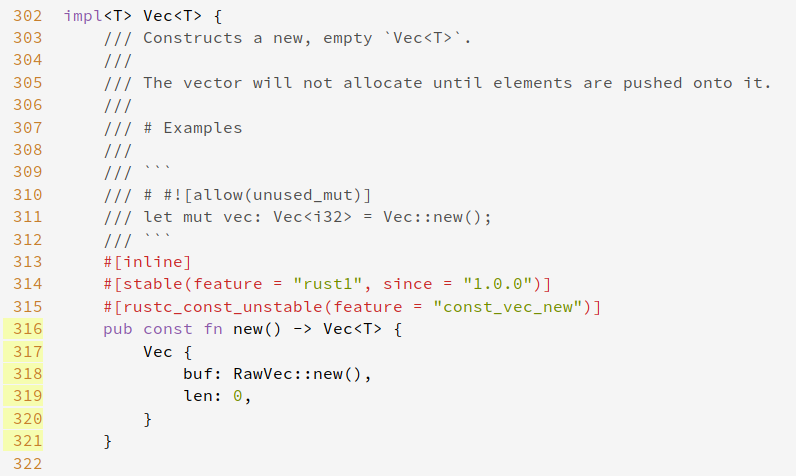 302 impl<T> Vec<T> {
303     /// Constructs a new, empty `Vec<T>`.
304     ///
305     /// The vector will not allocate until elements are pushed onto it.
306     ///
307     /// # Examples
308     ///
309     /// ```
310     /// # #![allow(unused_mut)]
311     /// let mut vec: Vec<i32> = Vec::new();
312     /// ```
313     #[inline]
314     #[stable(feature = "rust1", since = "1.0.0")]
315     #[rustc_const_unstable(feature = "const_vec_new")]
316     pub const fn new() -> Vec<T> {
317         Vec {
318             buf: RawVec::new(),
319             len: 0,
320         }
321     }
322